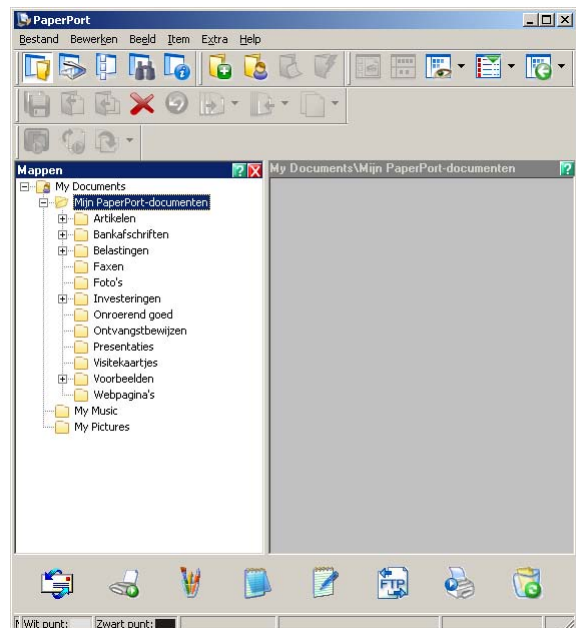 PaperPort
Bestand Bewerken Beeld Item Extra Help
Mappen
My Documents\Mijn PaperPort-documenten
My Documents
Mijn PaperPort-documenten
Artikelen
Bankafschriften
Belastingen
Faxen
Foto's
Investeringen
Onroerend goed
Ontvangstbewijzen
Presentaties
Visitekaartjes
Voorbeelden
Webpagina's
My Music
My Pictures
FTP
Wit punt: Zwart punt: